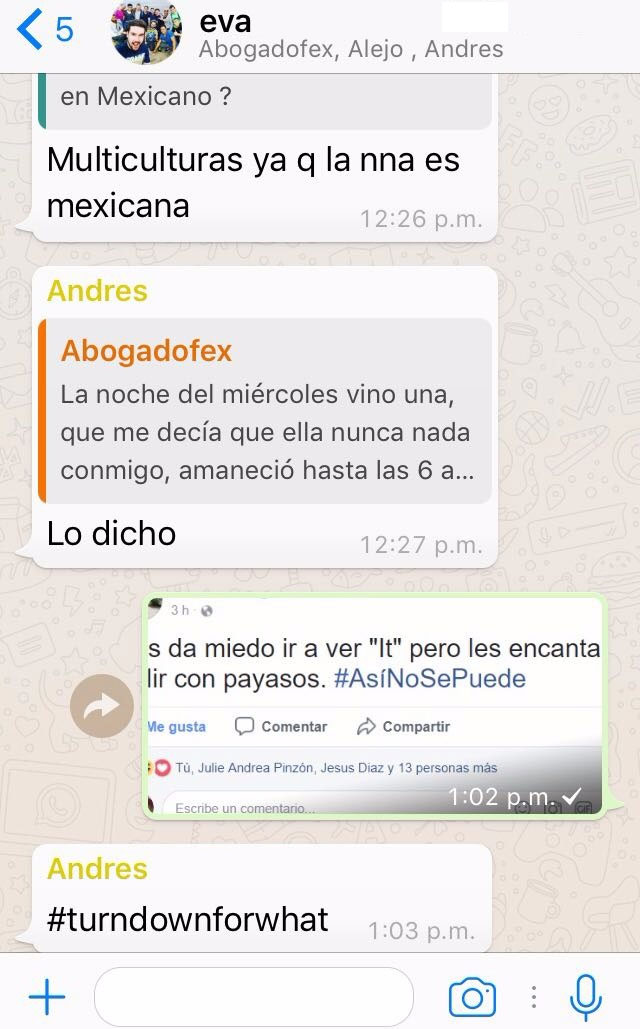 5
eva
Abogadofex, Alejo , Andres
en Mexicano ?
Multiculturas ya q la nna es
mexicana
12:26 p.m.
Andres
Abogadofex
La noche del miércoles vino una,
que me decía que ella nunca nada
conmigo, amaneció hasta las 6 a...
Lo dicho
12:27 p.m.
3 h
s da miedo ir a ver "It" pero les encanta
lir con payasos. #AsíNoSePuede
Me gusta Comentar Compartir
Tú, Julie Andrea Pinzón, Jesus Diaz y 13 personas más
1:02 p.m.
Escribe un comentario...
GIF
Andres
#turndownforwhat
1:03 p.m.